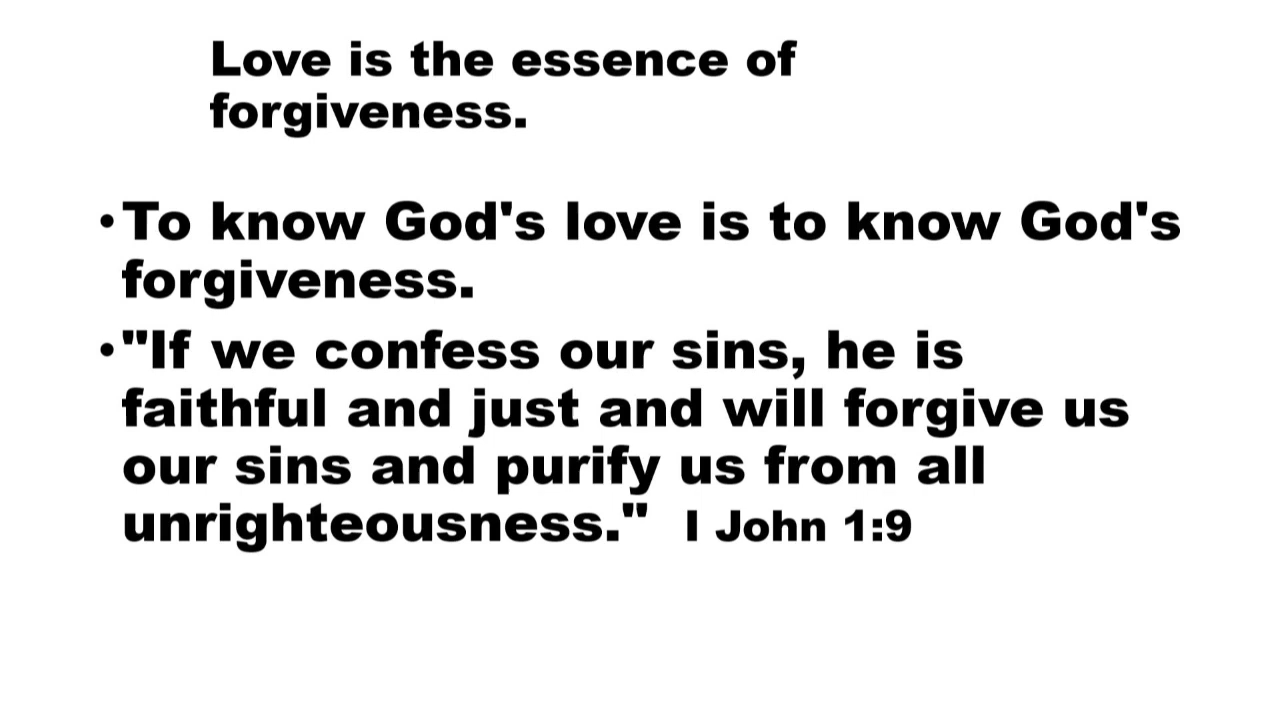 Love is the essence of
forgiveness.
•To know God's love is to know God's
forgiveness.
•"If we confess our sins, he is
faithful and just and will forgive us
our sins and purify us from all
unrighteousness." I John 1:9